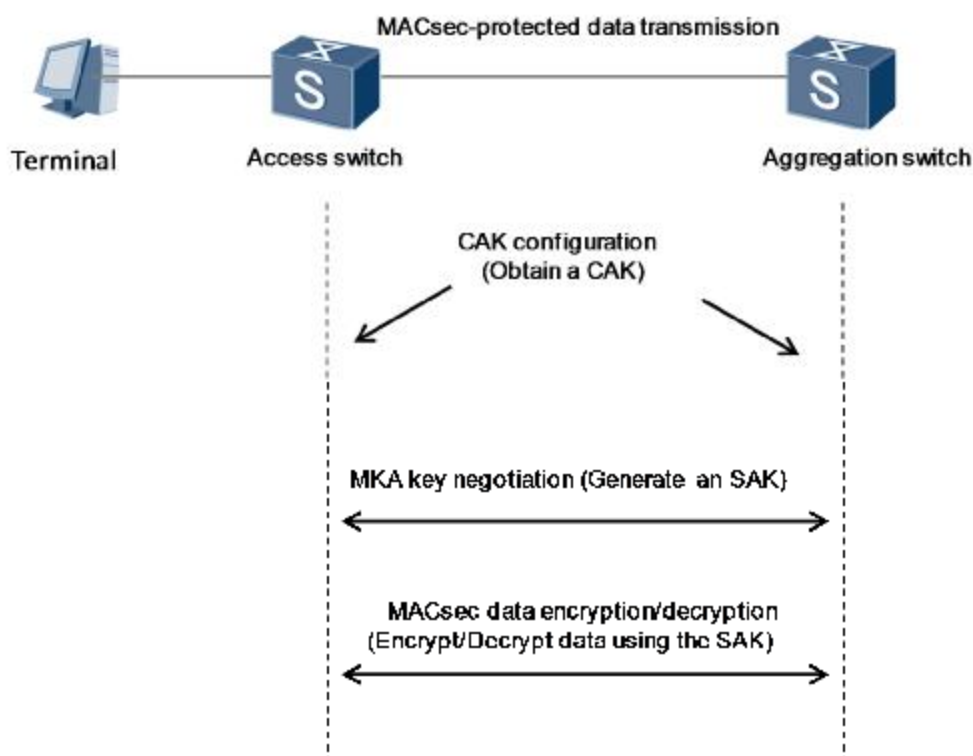 MACsec-protected data transmission
S
S
Terminal
Access switch
Aggregation switch
CAK configuration
(Obtain a CAK)
MKA key negotiation (Generate an SAK)
MACsec data encryption/decryption
(Encrypt/Decrypt data using the SAK)